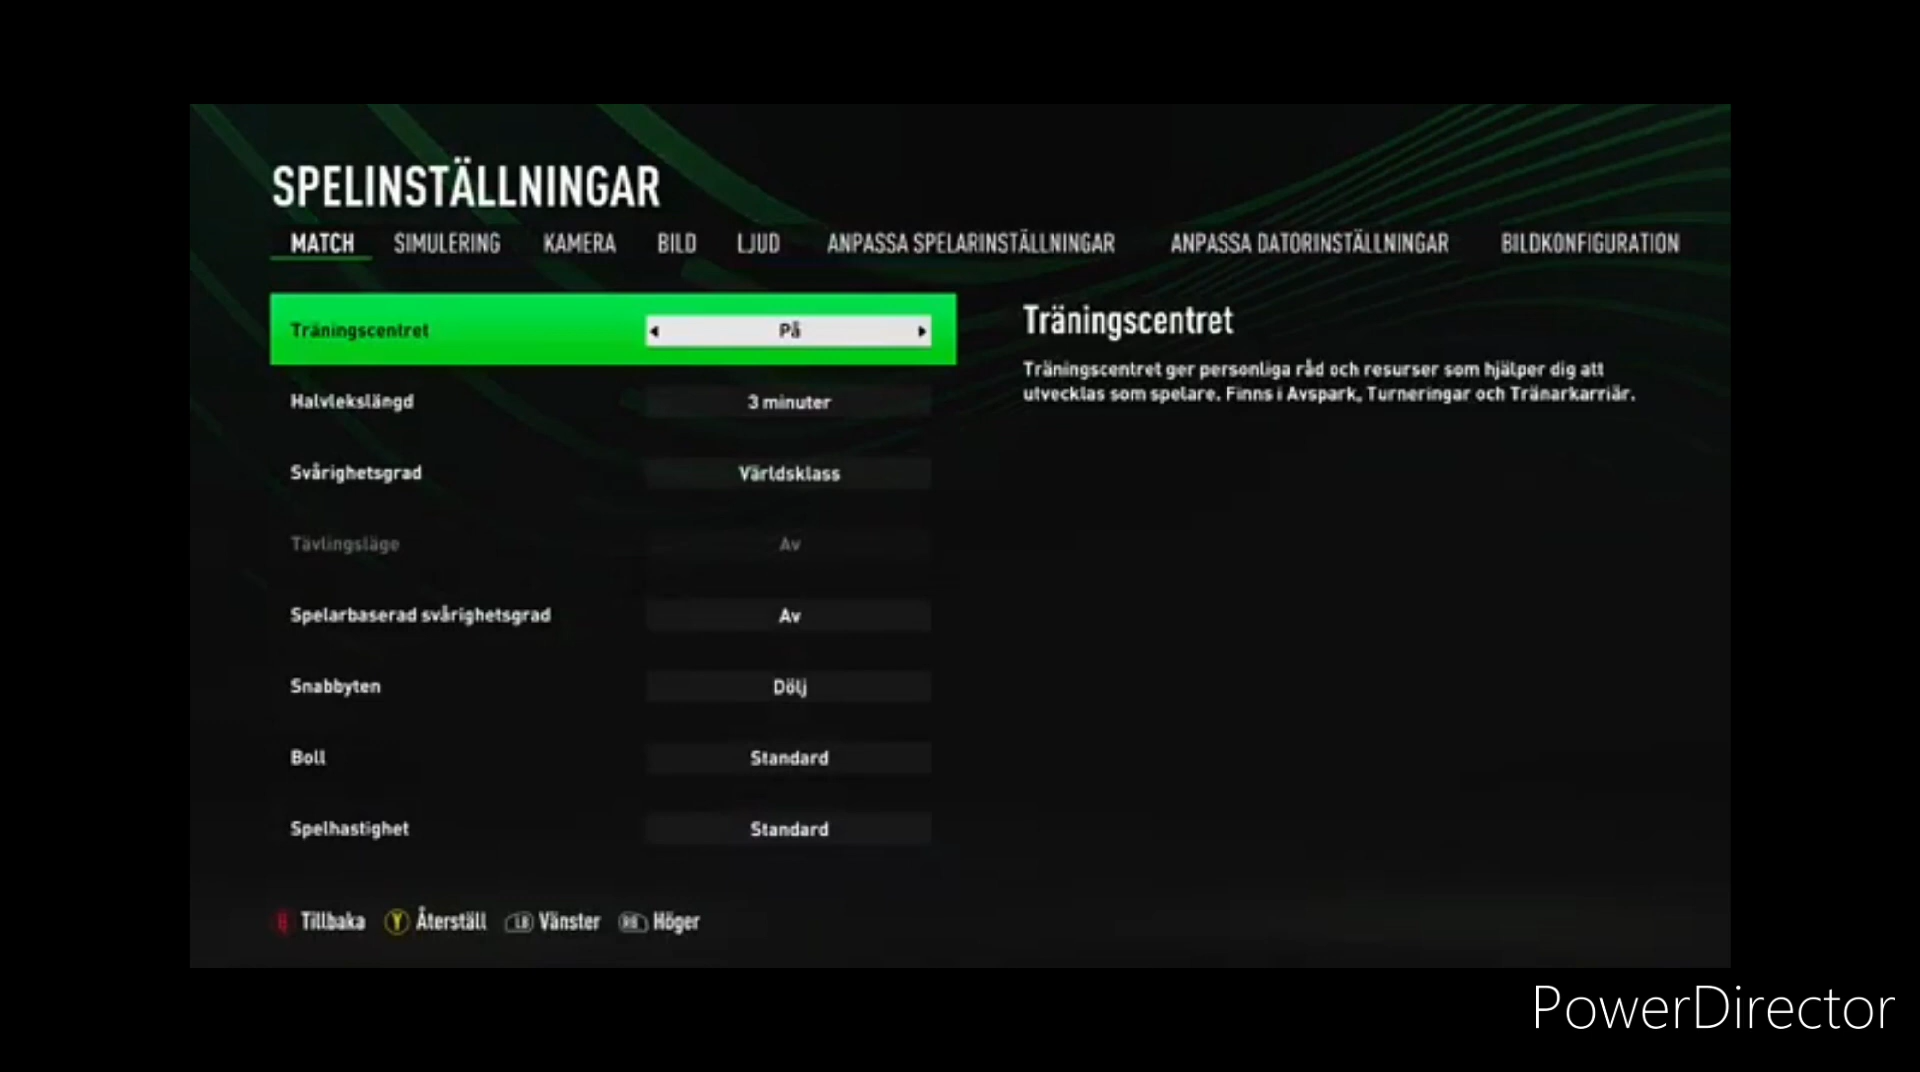 SPELINSTÄLLNINGAR
MATCH SIMULERING KAMERA BILD LJUD ANPASSA SPELARINSTÄLLNINGAR ANPASSA DATORINSTÄLLNINGAR BILDKONFIGURATION
Träningscentret På
Halvlekslängd 3 minuter
Svårighetsgrad Världsklass
Tävlingsläge Av
Spelarbaserad svårighetsgrad Av
Snabbyten Dölj
Boll Standard
Spelhastighet Standard
Träningscentret
Träningscentret ger personliga råd och resurser som hjälper dig att
utvecklas som spelare. Finns i Avspark, Turneringar och Tränarkarriär.
B Tillbaka Y Återställ LB Vänster RB Höger
PowerDirector